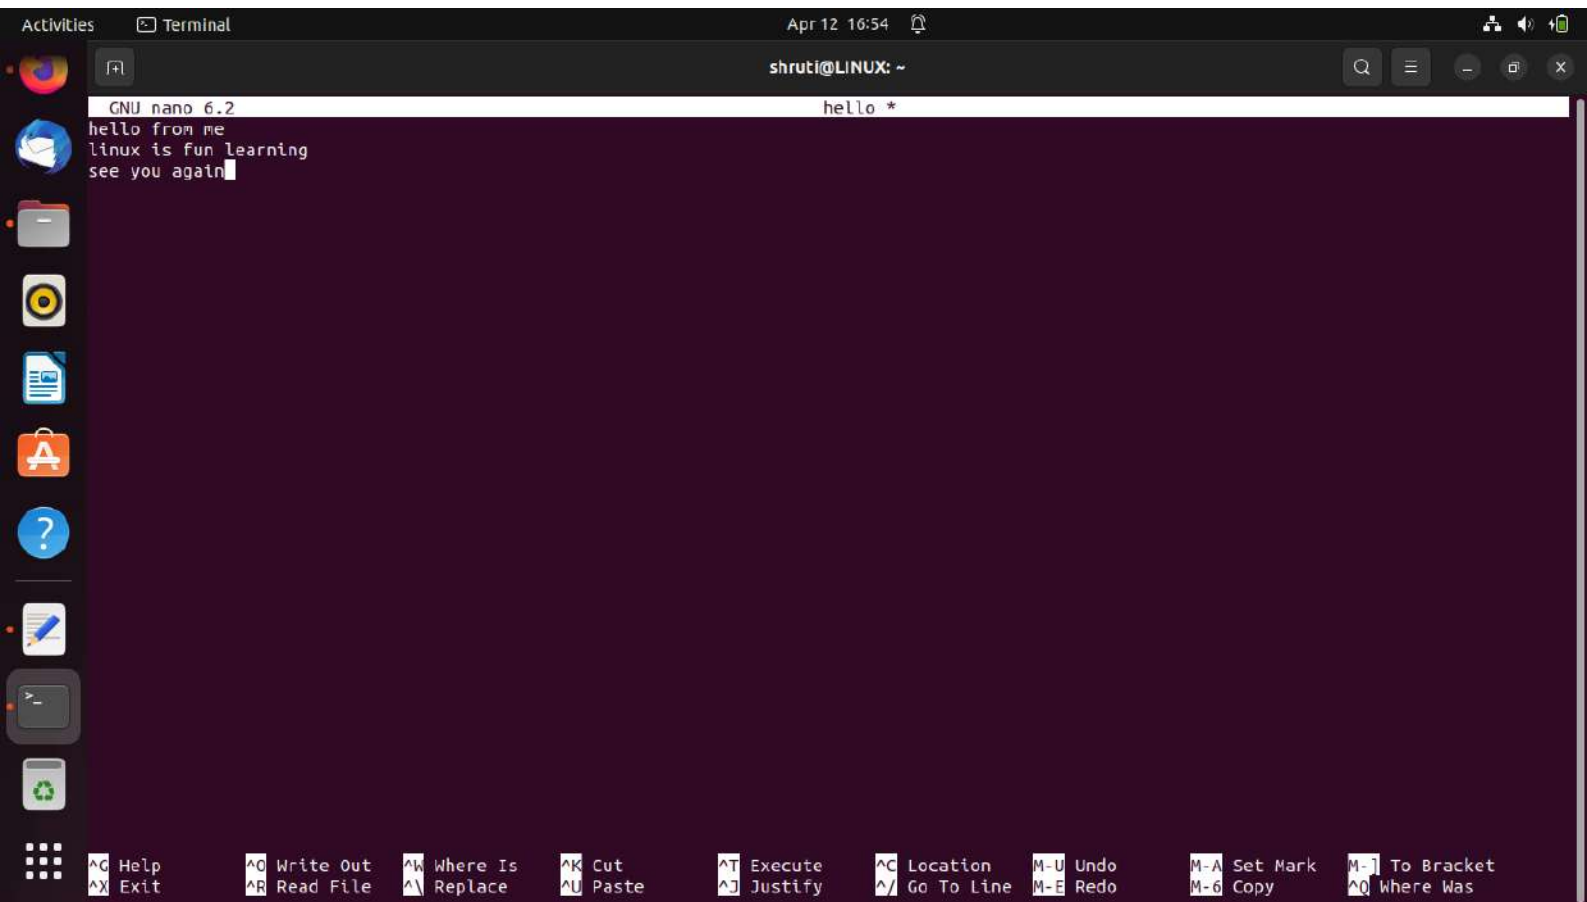 Activities Terminal Apr 12 16:54
shruti@LINUX: ~
GNU nano 6.2 hello *
hello from me
linux is fun learning
see you again
^G Help ^O Write Out ^W Where Is ^K Cut ^T Execute ^C Location M-U Undo M-A Set Mark M-] To Bracket
^X Exit ^R Read File ^\ Replace ^U Paste ^J Justify ^/ Go To Line M-E Redo M-6 Copy ^Q Where Was